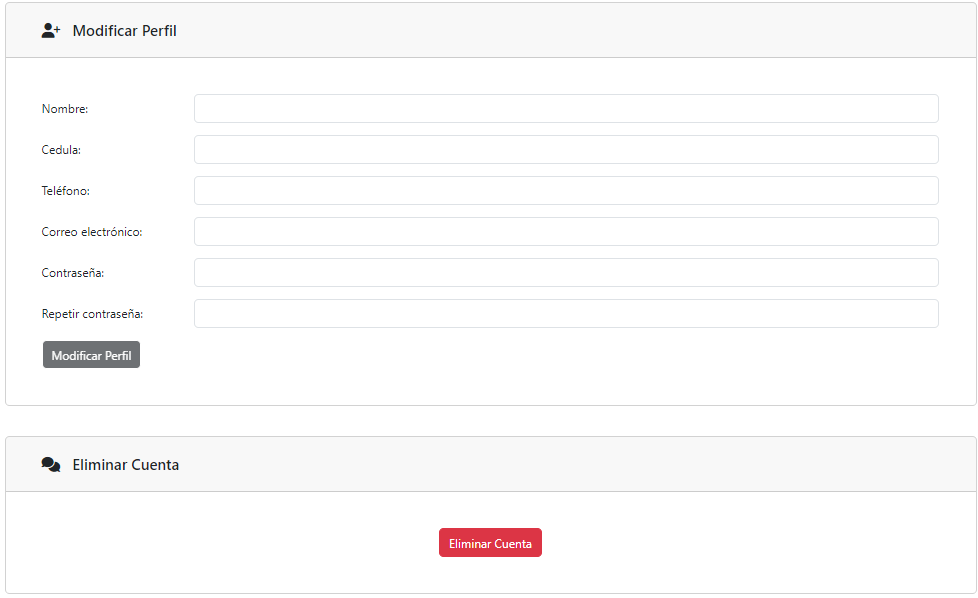 Modificar Perfil
Nombre:
Cedula:
Teléfono:
Correo electrónico:
Contraseña:
Repetir contraseña:
Modificar Perfil
Eliminar Cuenta
Eliminar Cuenta